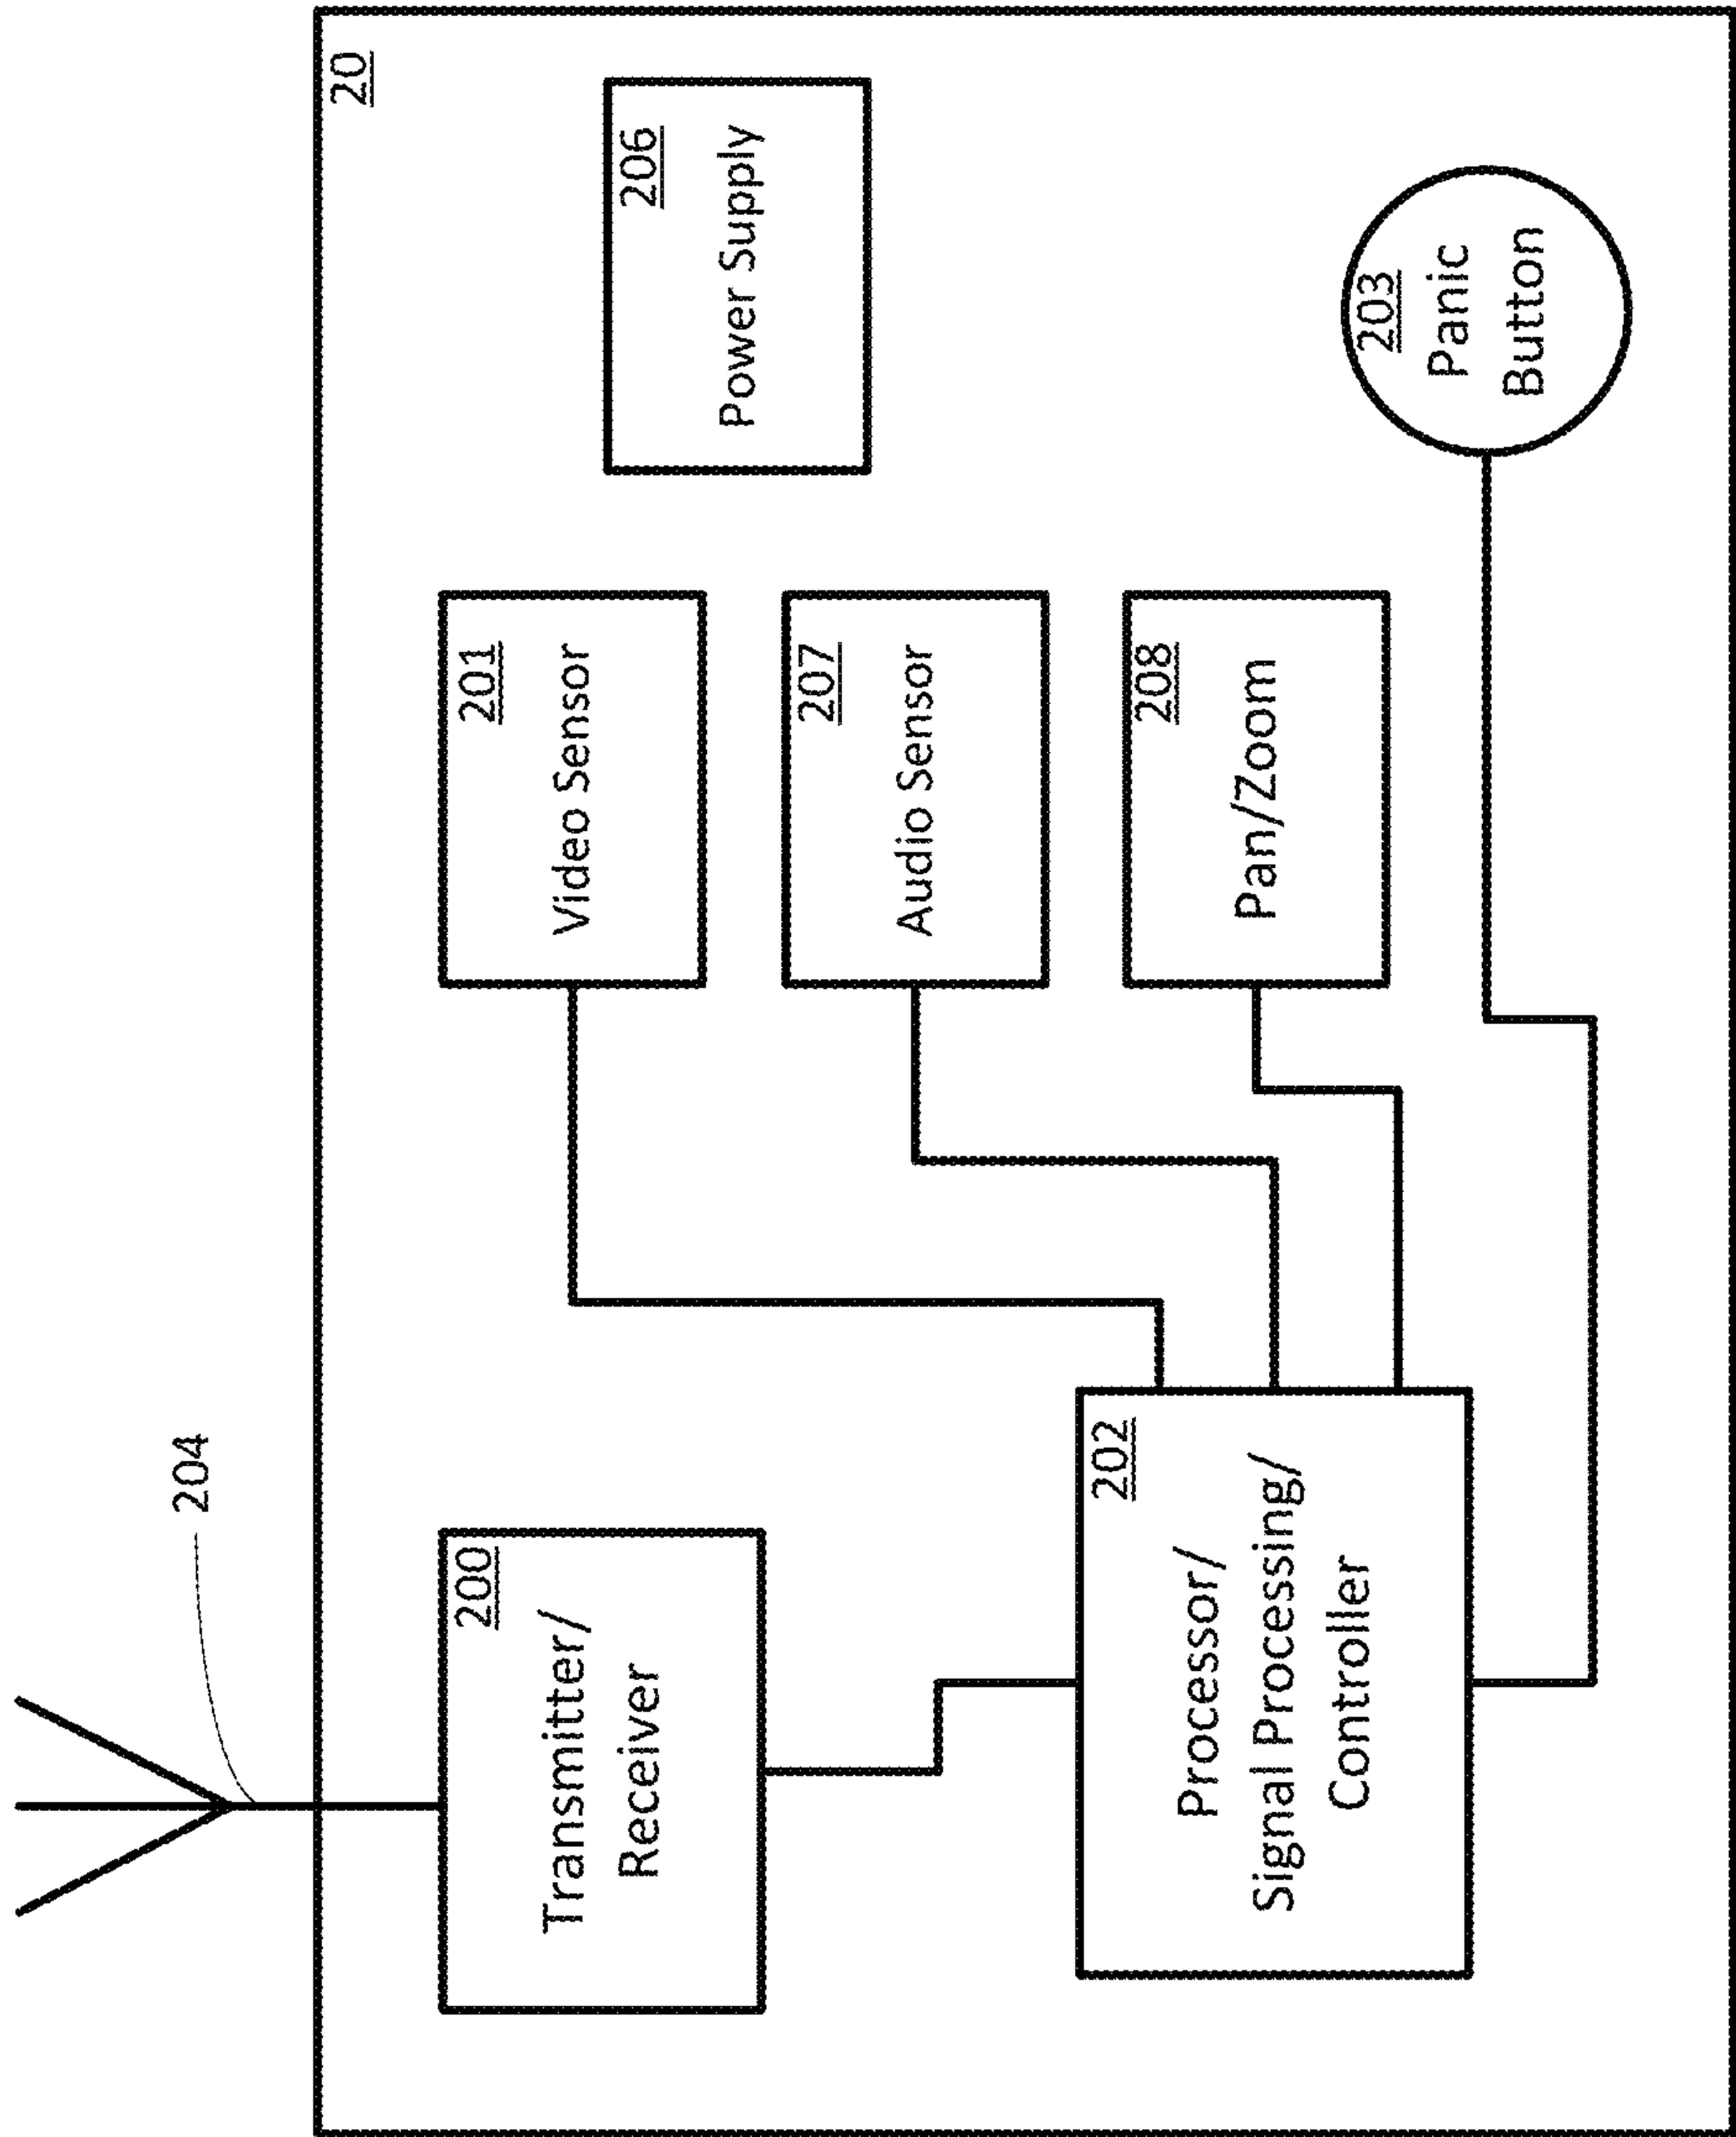 204
20
200
Transmitter/
Receiver
201
Video Sensor
206
Power Supply
207
Audio Sensor
202
Processor/
Signal Processing/
Controller
208
Pan/Zoom
203
Panic
Button